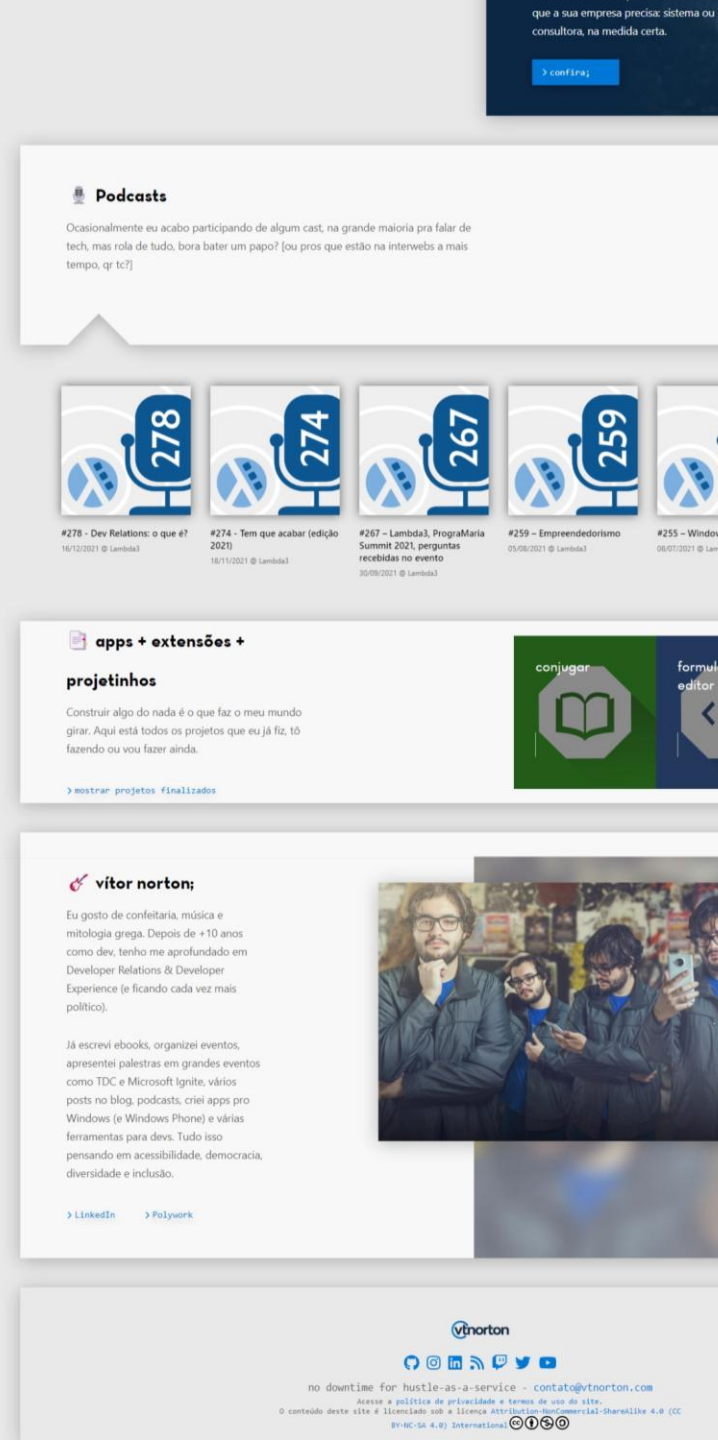 que a sua empresa precisa: sistema ou
consultora, na medida certa.
> confira;
Podcasts
Ocasionalmente eu acabo participando de algum cast, na grande maioria pra falar de
tech, mas rola de tudo, bora bater um papo? [ou pros que estão na interwebs a mais
tempo, qr tc?]
278
274
267
259
#278 - Dev Relations: o que é?
16/12/2021 @ Lambda3
#274 - Tem que acabar (edição
2021)
18/11/2021 @ Lambda3
#267 – Lambda3, PrograMaria
Summit 2021, perguntas
recebidas no evento
30/09/2021 @ Lambda3
#259 – Empreendedorismo
05/08/2021 @ Lambda3
#255 – Window
08/07/2021 @ Lam
apps + extensões +
projetinhos
Construir algo do nada é o que faz o meu mundo
girar. Aqui está todos os projetos que eu já fiz, tô
fazendo ou vou fazer ainda.
> mostrar projetos finalizados
conjugar
formul
editor
vítor norton;
Eu gosto de confeitaria, música e
mitologia grega. Depois de +10 anos
como dev, tenho me aprofundado em
Developer Relations & Developer
Experience (e ficando cada vez mais
político).
Já escrevi ebooks, organizei eventos,
apresentei palestras em grandes eventos
como TDC e Microsoft Ignite, vários
posts no blog, podcasts, criei apps pro
Windows (e Windows Phone) e várias
ferramentas para devs. Tudo isso
pensando em acessibilidade, democracia,
diversidade e inclusão.
> LinkedIn > Polywork
vtnorton
no downtime for hustle-as-a-service - contato@vtnorton.com
Acesse a política de privacidade e termos de uso do site.
O conteúdo deste site é licenciado sob a licença Attribution-NonCommercial-ShareAlike 4.0 (CC
BY-NC-SA 4.0) International